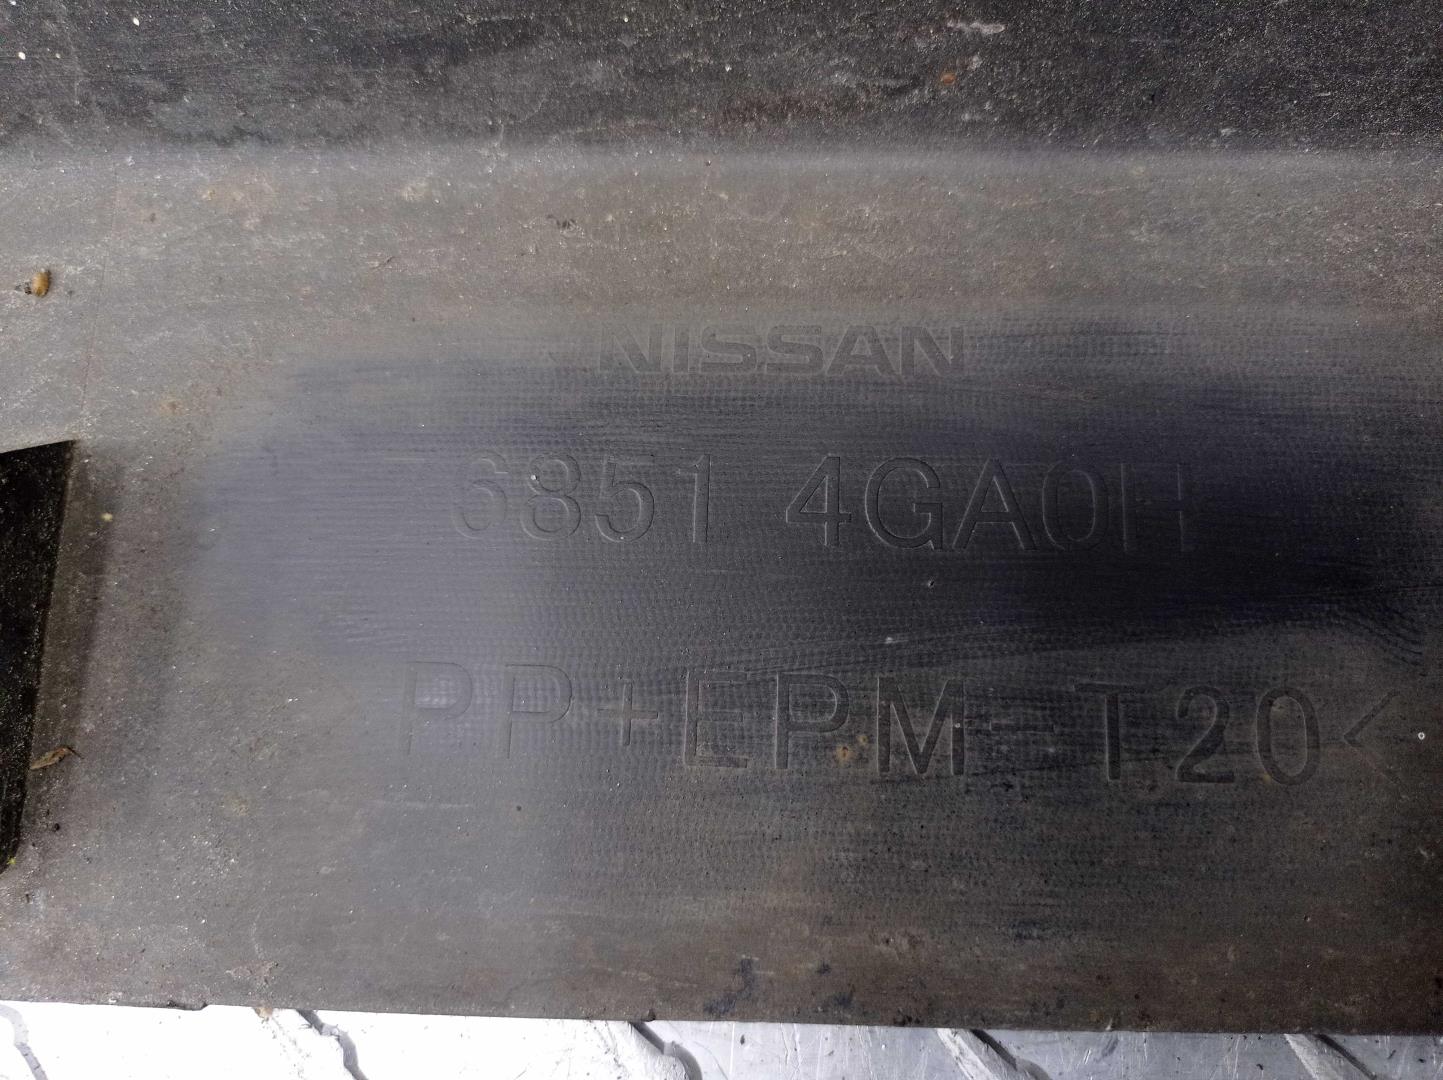 NISSAN
6851 4GA0H
PP+EPM-T20<